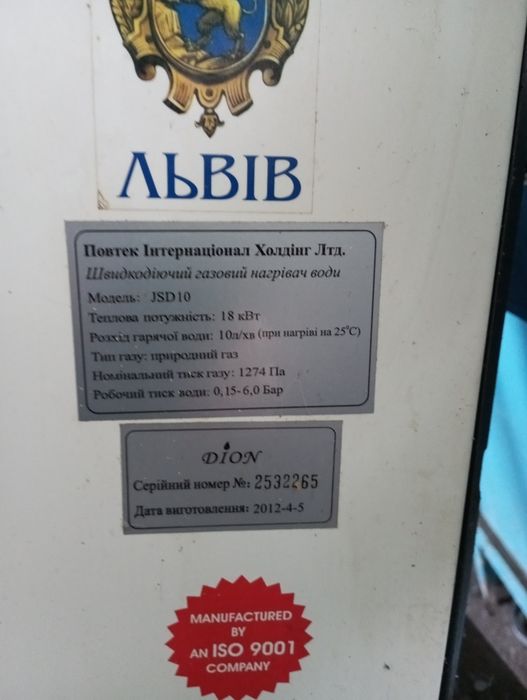 ЛЬВІВ
Повтек Інтернаціонал Холдінг Лтд.
Швидкодіючий газовий нагрівач води
Модель: JSD10
Теплова потужність: 18 кВт
Розхід гарячої води: 10л/хв (при нагріві на 25°C)
Тип газу: природний газ
Номінальний тиск газу: 1274 Па
Робочий тиск води: 0,15-6,0 Бар
DION
Серійний номер №: 2532265
Дата виготовлення: 2012-4-5
MANUFACTURED
BY
AN ISO 9001
COMPANY